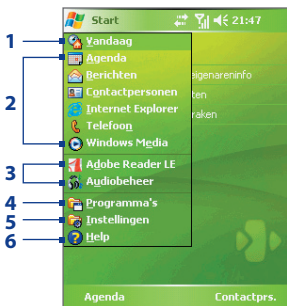 Start 21:47
1 Vandaag
Agenda
Berichten
eigenareninfo
2 Contactpersonen
ten
Internet Explorer
raken
Telefoon
Windows Media
3 Adobe Reader LE
Audiobeheer
4 Programma's
5 Instellingen
6 Help
Agenda Contactprs.